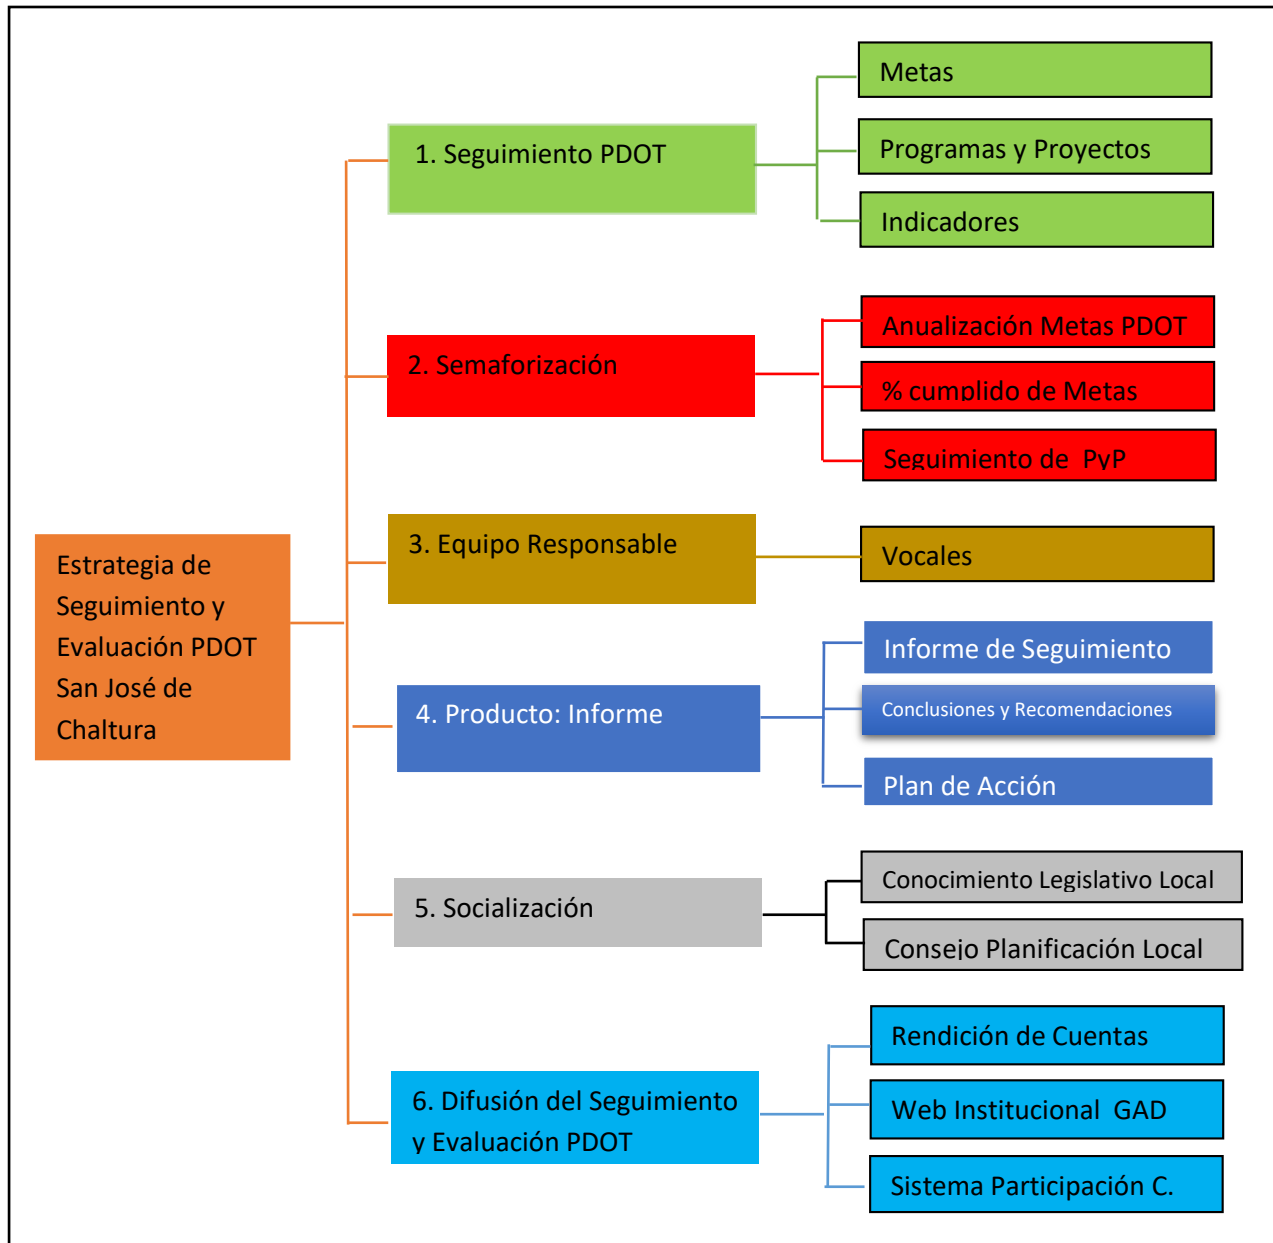 Estrategia de
Seguimiento y
Evaluación PDOT
San José de
Chaltura
1. Seguimiento PDOT
Metas
Programas y Proyectos
Indicadores
2. Semaforización
Anualización Metas PDOT
% cumplido de Metas
Seguimiento de PyP
3. Equipo Responsable
Vocales
4. Producto: Informe
Informe de Seguimiento
Conclusiones y Recomendaciones
Plan de Acción
5. Socialización
Conocimiento Legislativo Local
Consejo Planificación Local
6. Difusión del Seguimiento
y Evaluación PDOT
Rendición de Cuentas
Web Institucional GAD
Sistema Participación C.